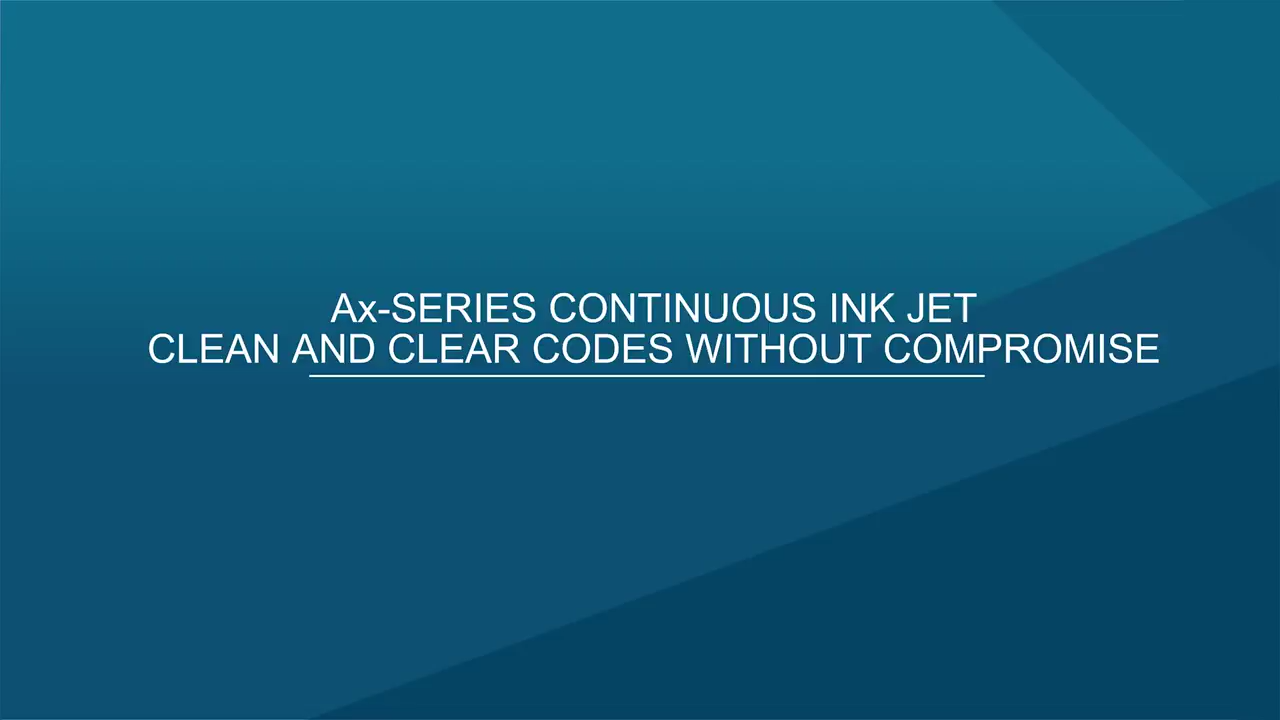 Ax-SERIES CONTINUOUS INK JET
CLEAN AND CLEAR CODES WITHOUT COMPROMISE